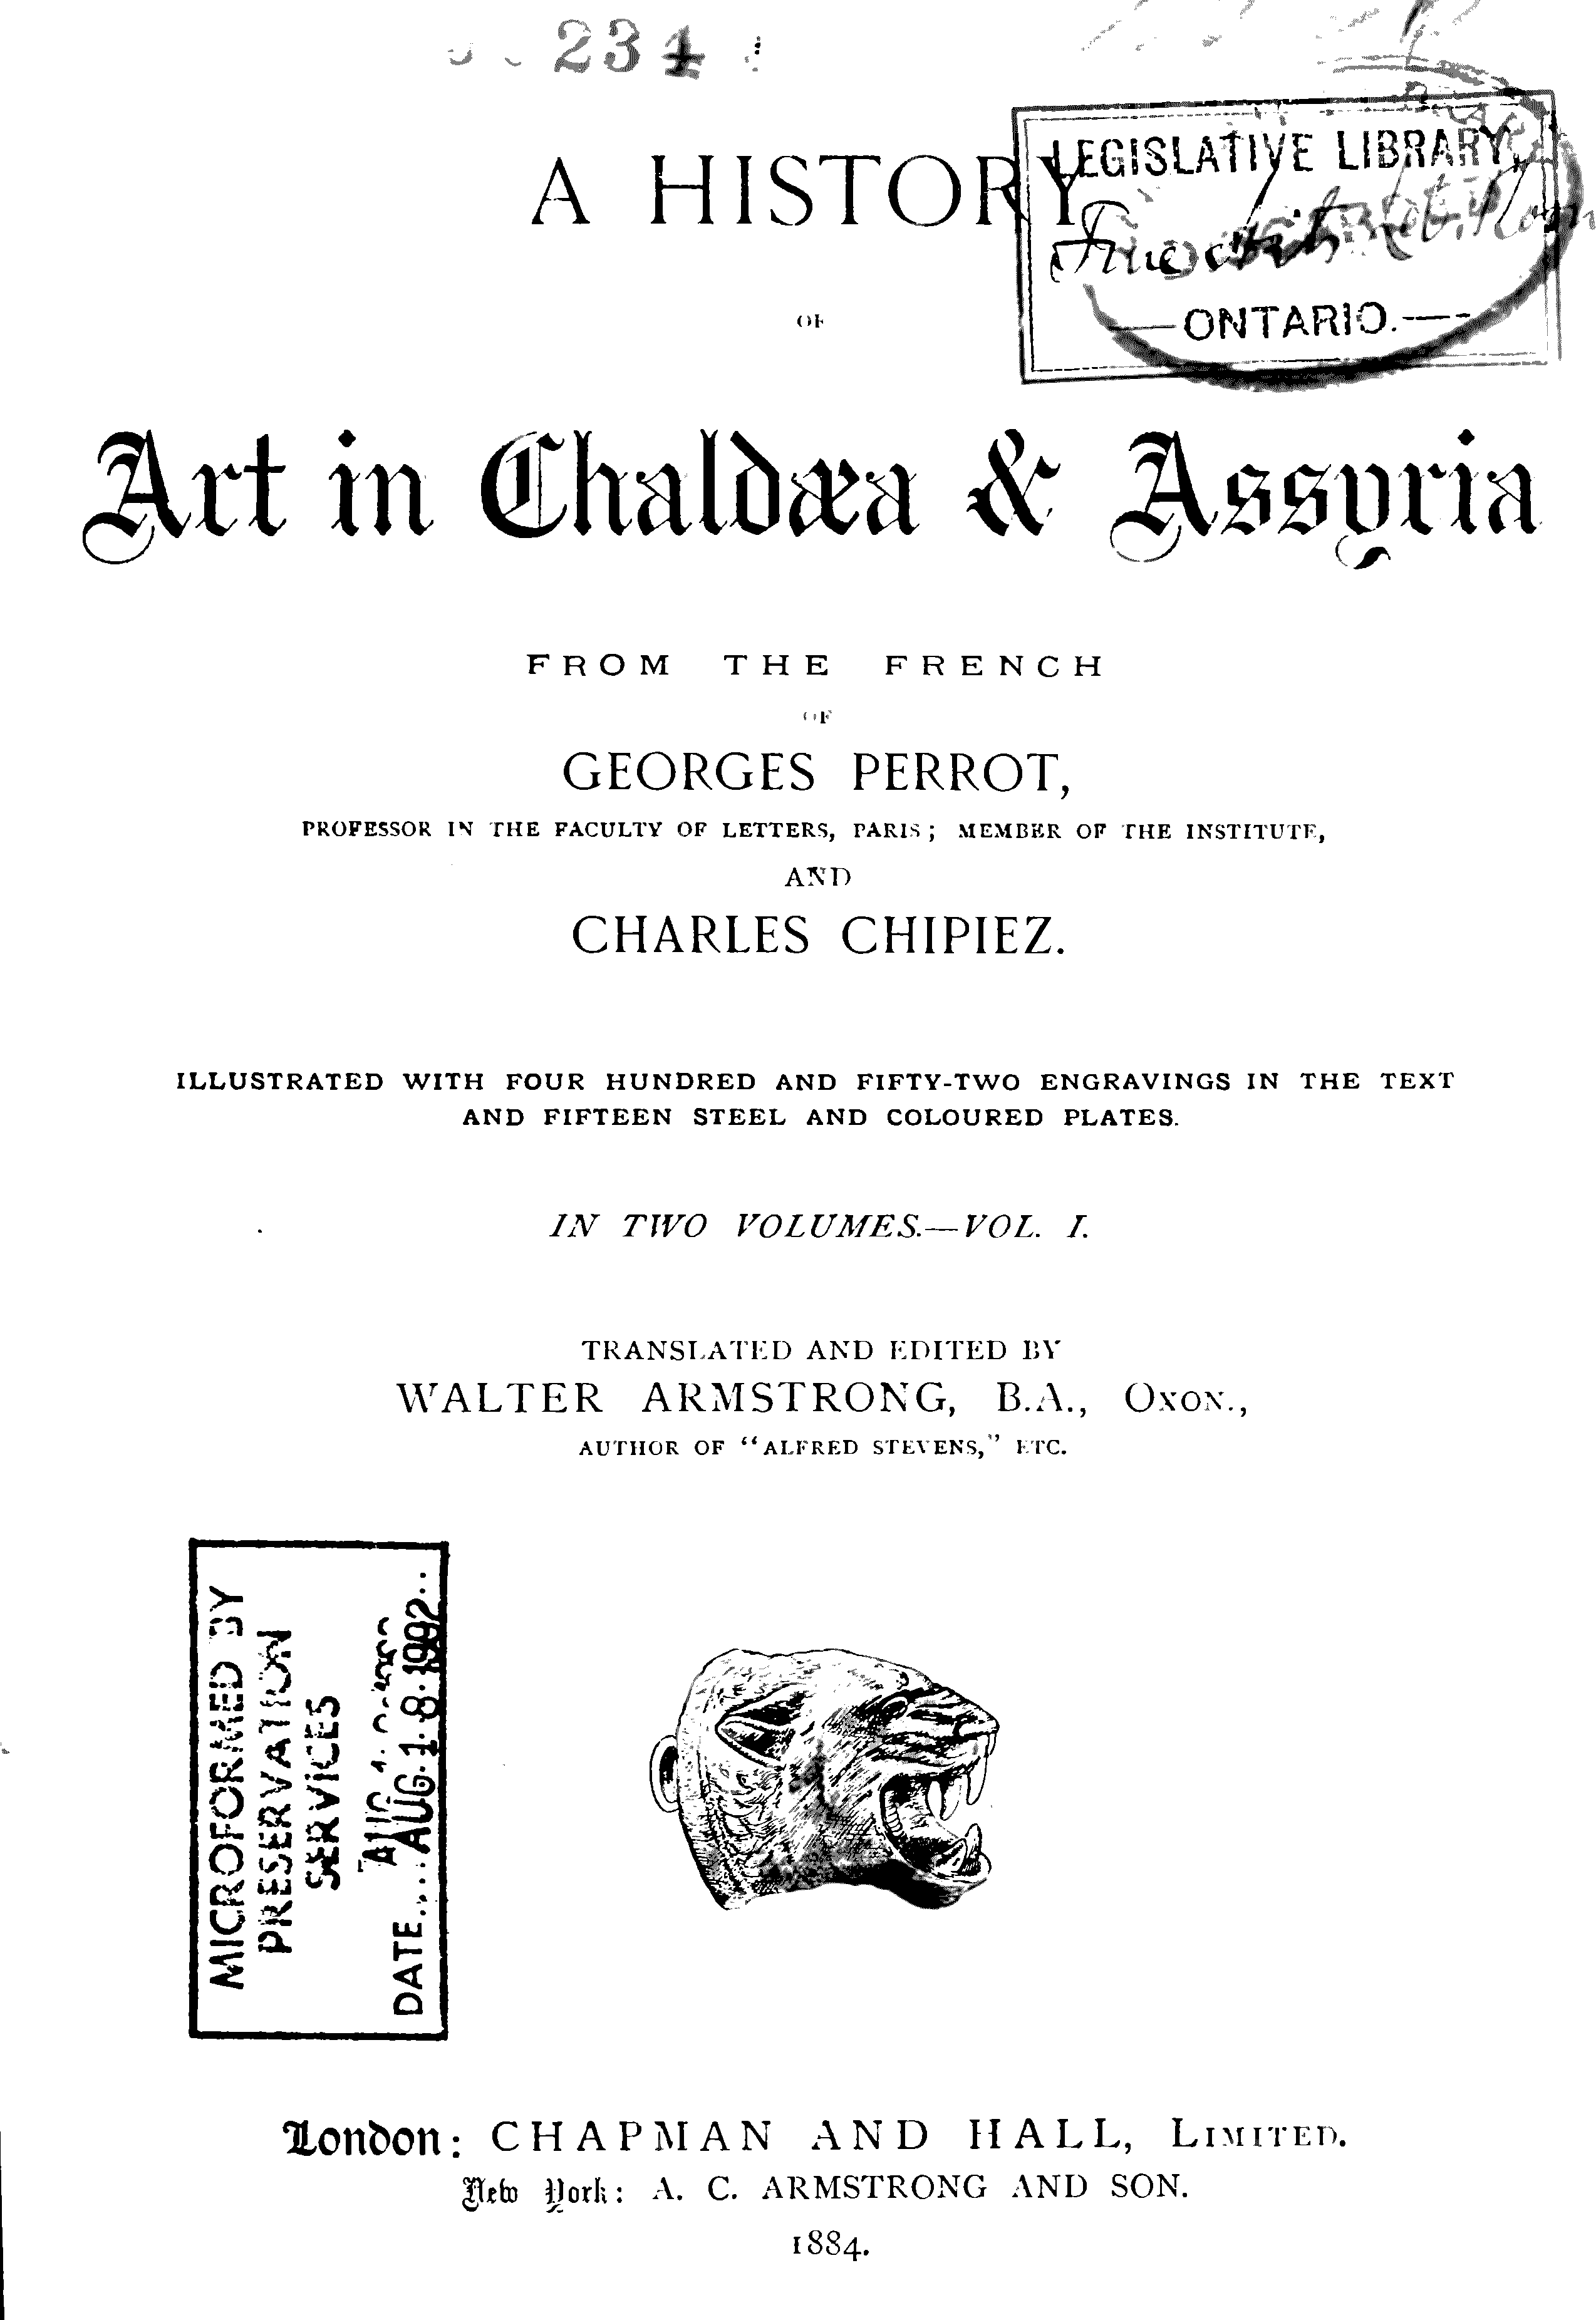 234
A HISTORY
LEGISLATIVE LIBRARY,
ONTARIO.
OF
Art in Chaldæa & Assyria
FROM THE FRENCH
OF
GEORGES PERROT,
PROFESSOR IN THE FACULTY OF LETTERS, PARIS; MEMBER OF THE INSTITUTE,
AND
CHARLES CHIPIEZ.
ILLUSTRATED WITH FOUR HUNDRED AND FIFTY-TWO ENGRAVINGS IN THE TEXT
AND FIFTEEN STEEL AND COLOURED PLATES.
IN TWO VOLUMES.—VOL. I.
TRANSLATED AND EDITED BY
WALTER ARMSTRONG, B.A., OXON.,
AUTHOR OF "ALFRED STEVENS," ETC.
MICROFORMED BY
PRESERVATION
SERVICES
DATE....AUG.1.8.1992..
London: CHAPMAN AND HALL, LIMITED.
New York: A. C. ARMSTRONG AND SON.
1884.